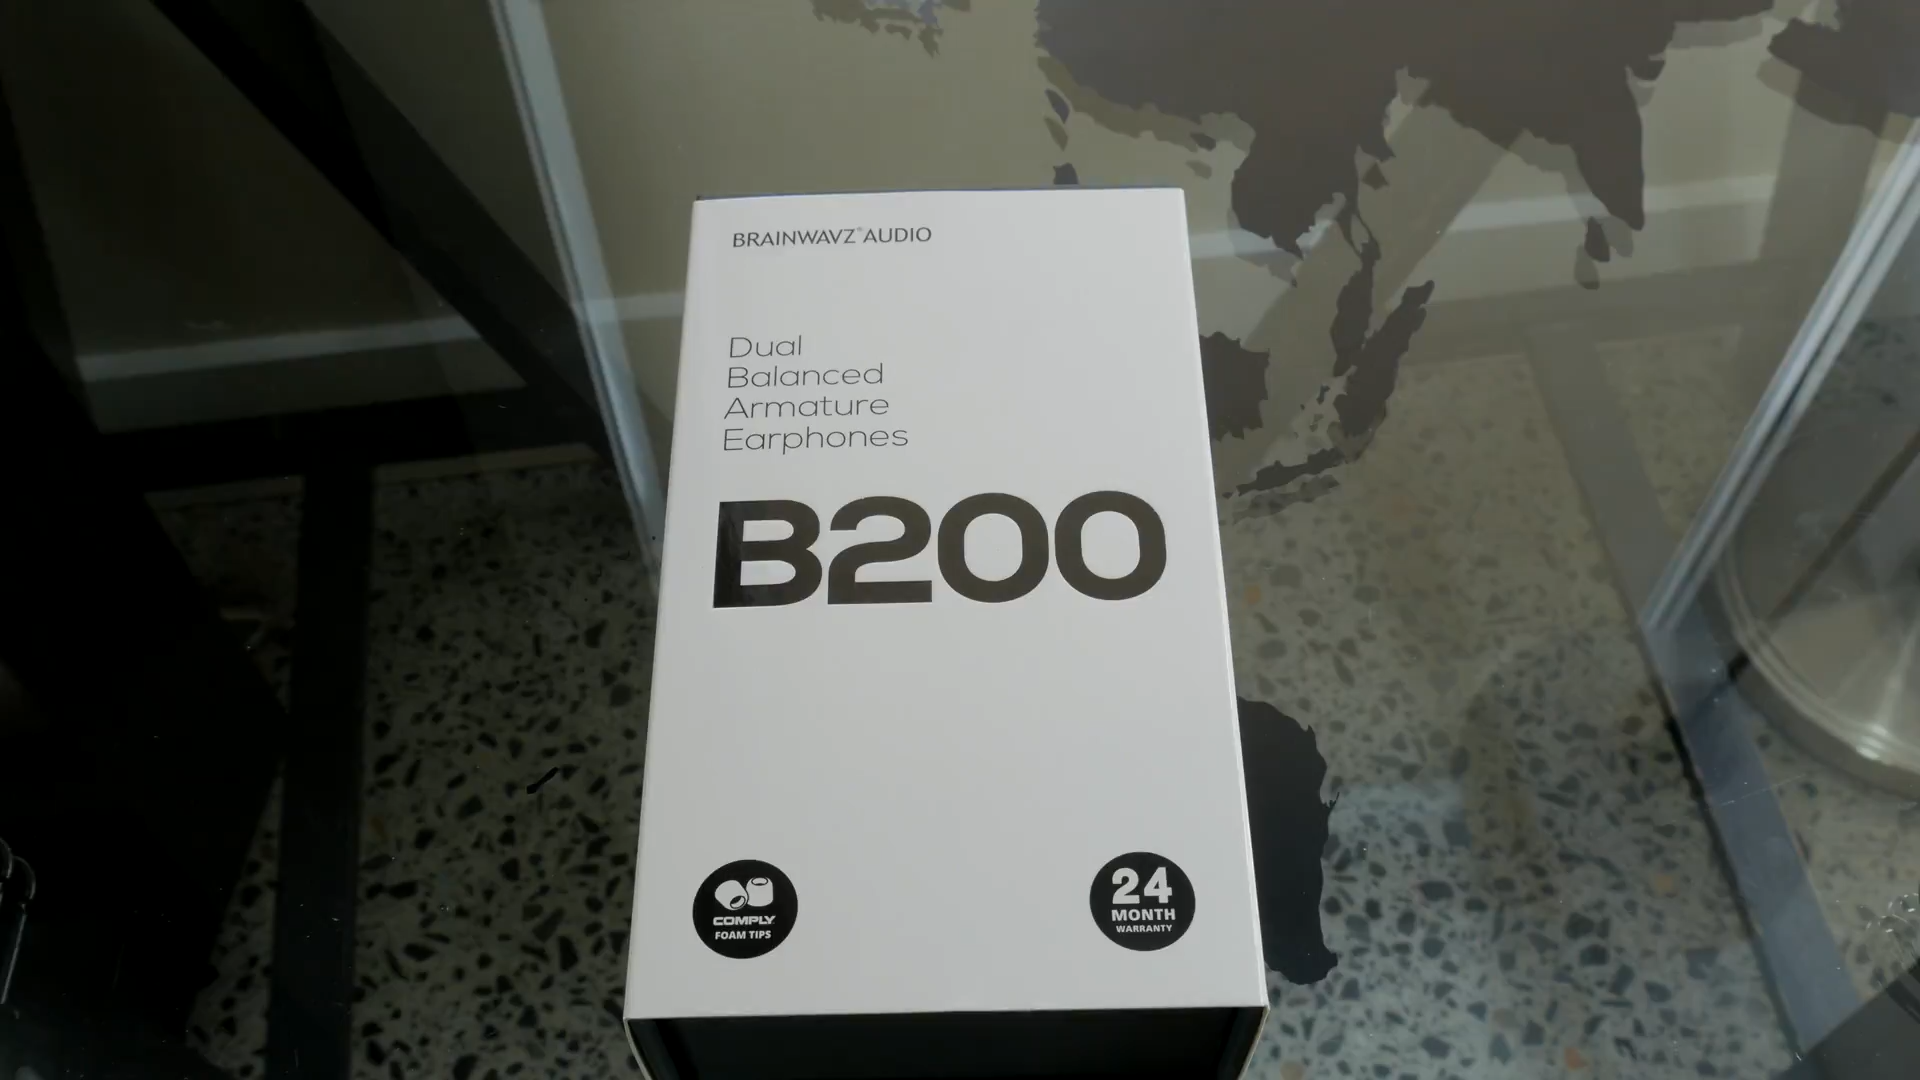 BRAINWAVZ® AUDIO
Dual
Balanced
Armature
Earphones
B200
COMPLY
FOAM TIPS
24
MONTH
WARRANTY